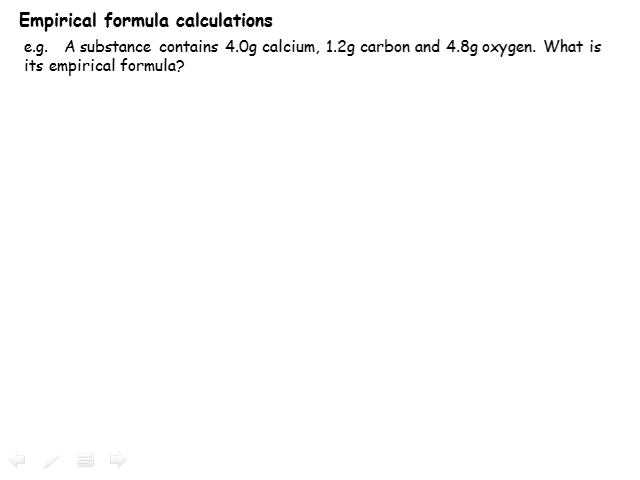 Empirical formula calculations
e.g. A substance contains 4.0g calcium, 1.2g carbon and 4.8g oxygen. What is
its empirical formula?